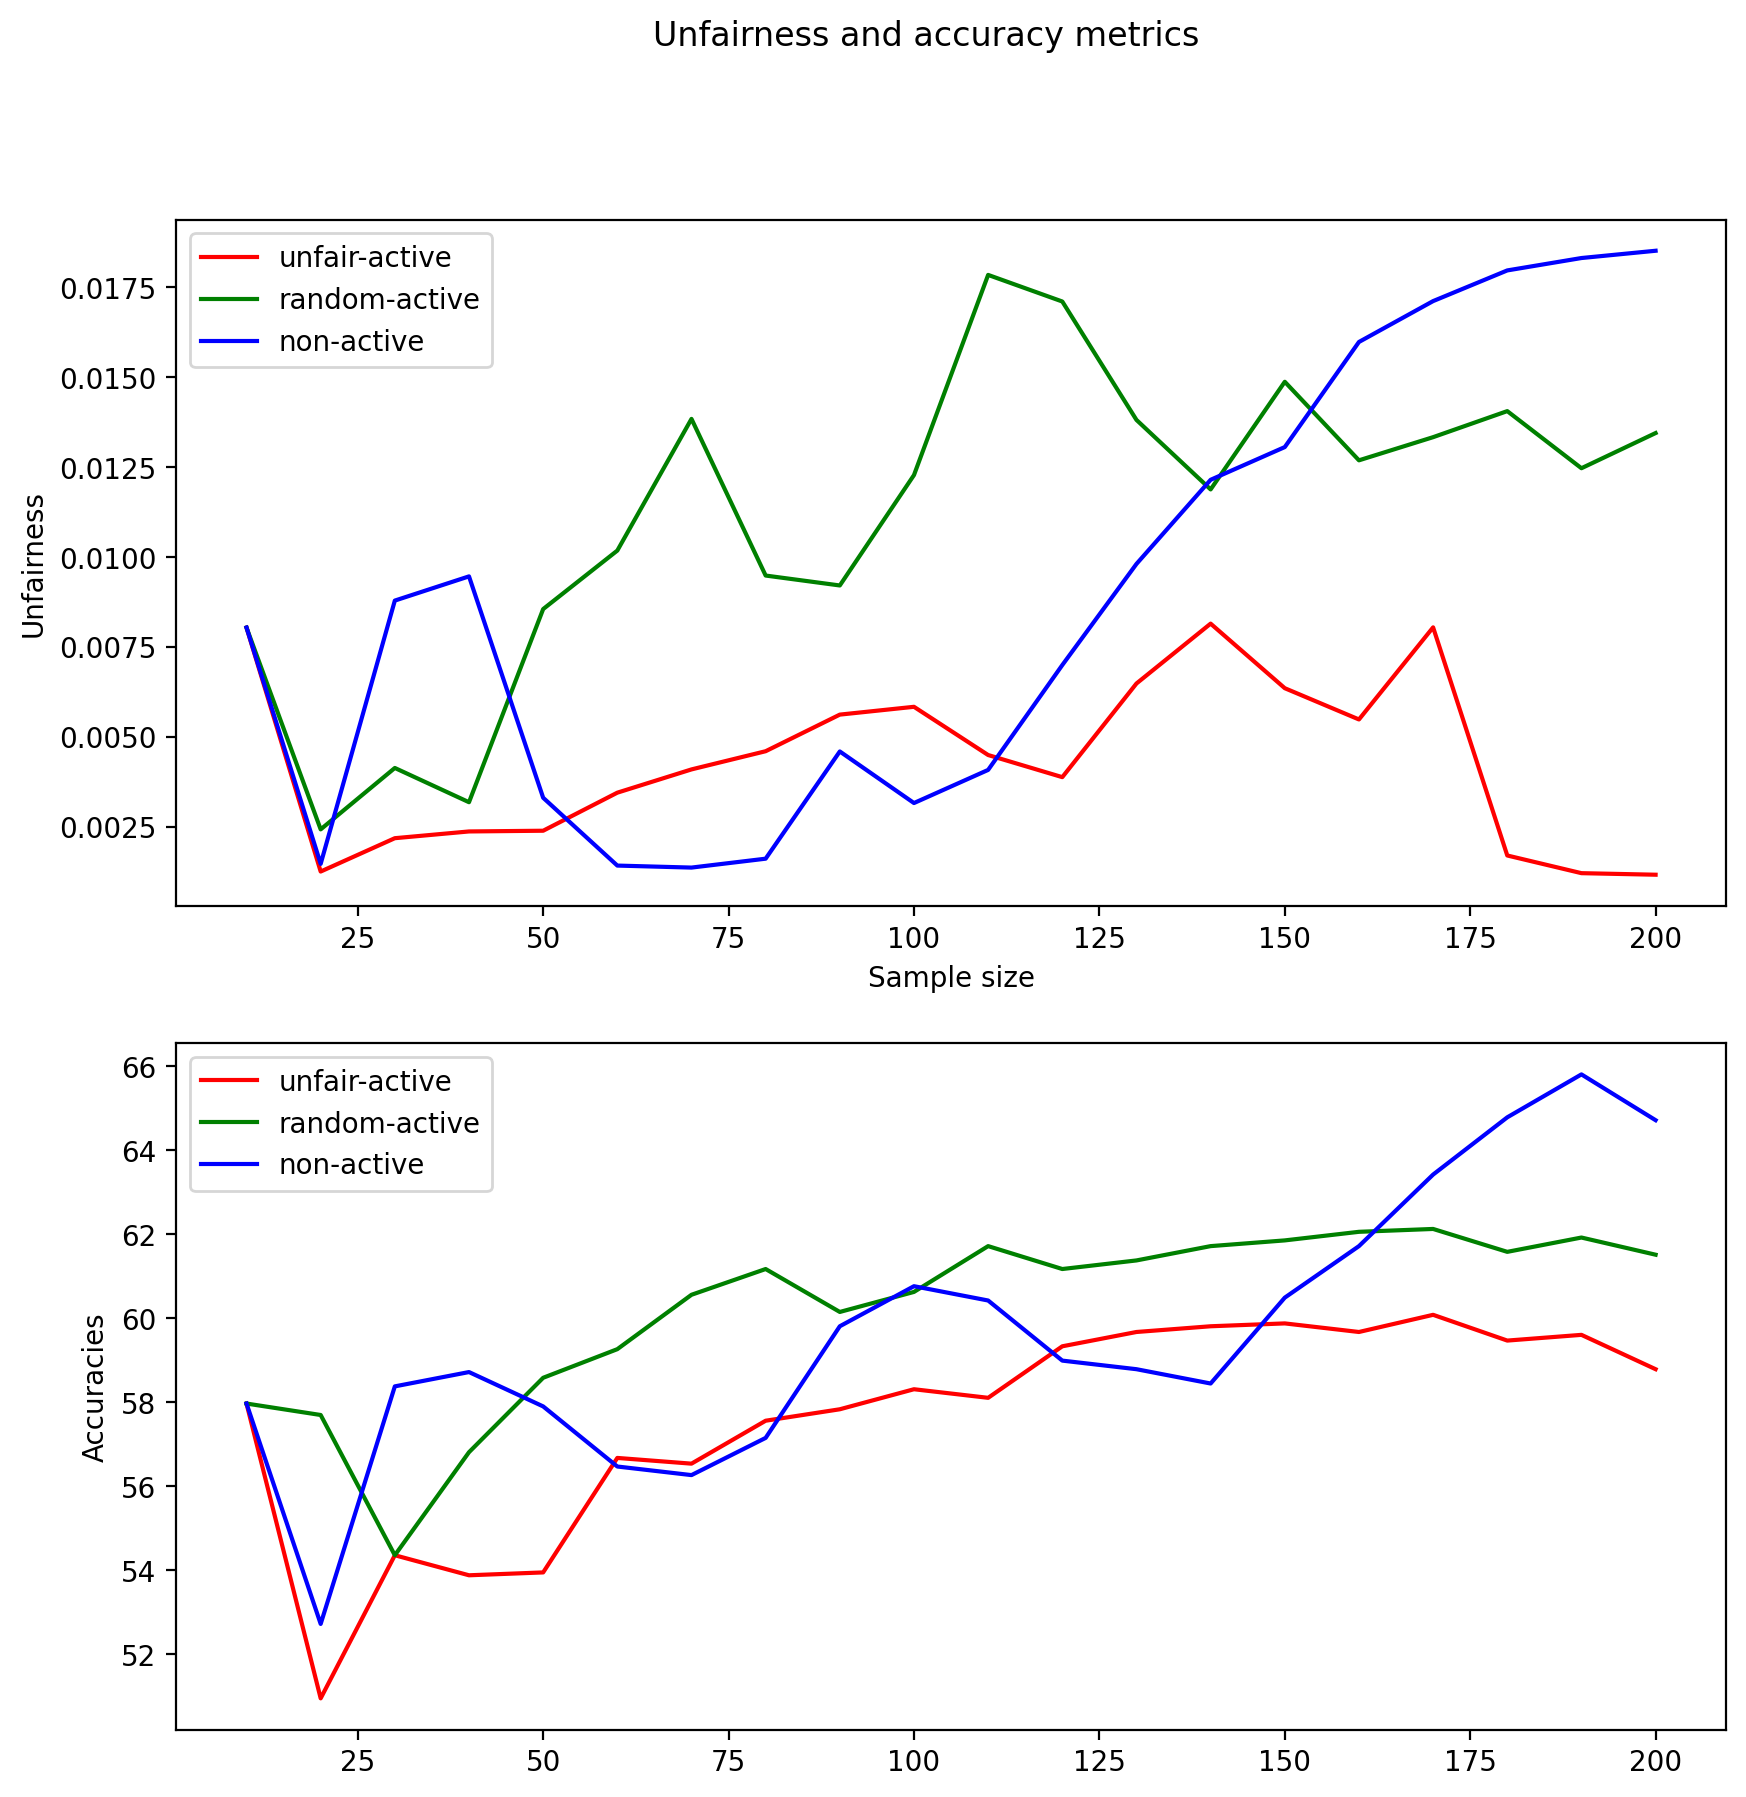 Unfairness and accuracy metrics
unfair-active
random-active
non-active
0.0175
0.0150
0.0125
0.0100
0.0075
0.0050
0.0025
Unfairness
25 50 75 100 125 150 175 200
Sample size
unfair-active
random-active
non-active
66
64
62
60
58
56
54
52
Accuracies
25 50 75 100 125 150 175 200